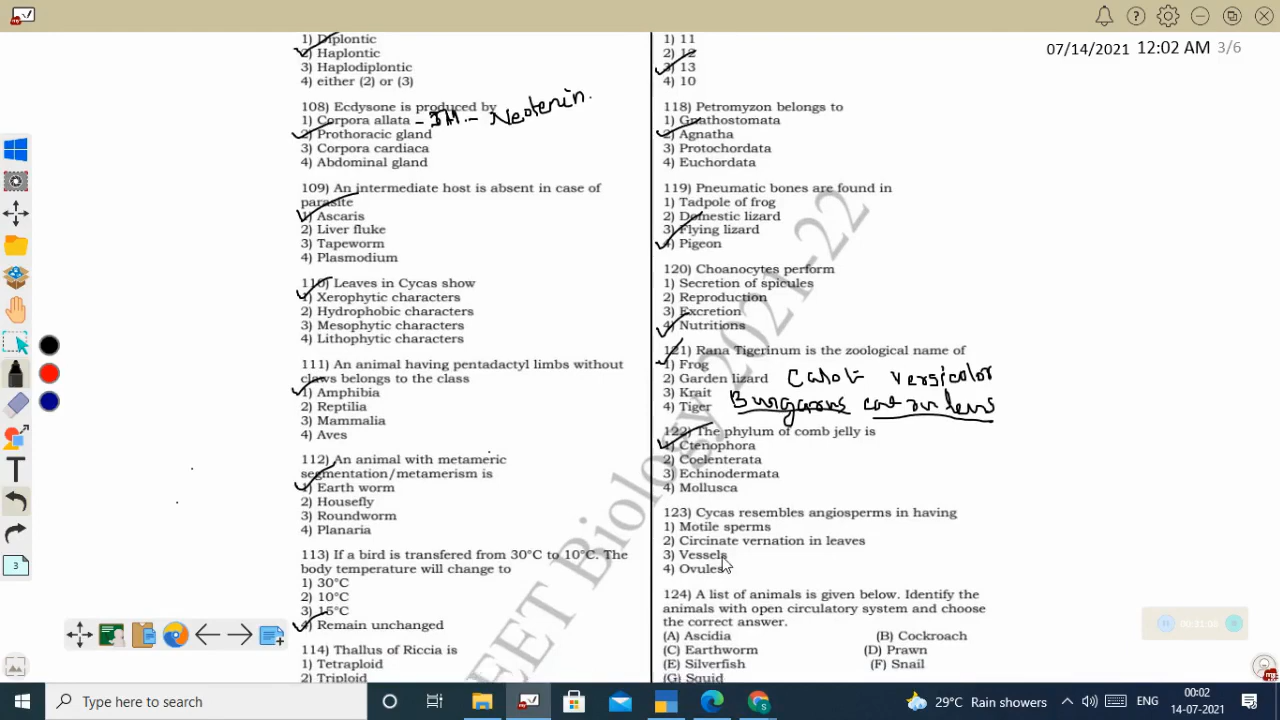 07/14/2021 12:02 AM 3/6
1) Diplontic
2) Haplontic
3) Haplodiplontic
4) either (2) or (3)
108) Ecdysone is produced by
1) Corpora allata - JH - Neotenin.
2) Prothoracic gland
3) Corpora cardiaca
4) Abdominal gland
109) An intermediate host is absent in case of
parasite
1) Ascaris
2) Liver fluke
3) Tapeworm
4) Plasmodium
110) Leaves in Cycas show
1) Xerophytic characters
2) Hydrophobic characters
3) Mesophytic characters
4) Lithophytic characters
111) An animal having pentadactyl limbs without
claws belongs to the class
1) Amphibia
2) Reptilia
3) Mammalia
4) Aves
112) An animal with metameric
segmentation/metamerism is
1) Earth worm
2) Housefly
3) Roundworm
4) Planaria
113) If a bird is transfered from 30°C to 10°C. The
body temperature will change to
1) 30°C
2) 10°C
3) 15°C
4) Remain unchanged
114) Thallus of Riccia is
1) Tetraploid
2) Triploid
1) 11
2) 12
3) 13
4) 10
118) Petromyzon belongs to
1) Gnathostomata
2) Agnatha
3) Protochordata
4) Euchordata
119) Pneumatic bones are found in
1) Tadpole of frog
2) Domestic lizard
3) Flying lizard
4) Pigeon
120) Choanocytes perform
1) Secretion of spicules
2) Reproduction
3) Excretion
4) Nutritions
121) Rana Tigerinum is the zoological name of
1) Frog
2) Garden lizard versicolor
3) Krait
4) Tiger
122) The phylum of comb jelly is
1) Ctenophora
2) Coelenterata
3) Echinodermata
4) Mollusca
123) Cycas resembles angiosperms in having
1) Motile sperms
2) Circinate vernation in leaves
3) Vessels
4) Ovules
124) A list of animals is given below. Identify the
animals with open circulatory system and choose
the correct answer.
(A) Ascidia (B) Cockroach
(C) Earthworm (D) Prawn
(E) Silverfish (F) Snail
(G) Squid
EET Biology 2021-22
3
Type here to search
29°C Rain showers
ENG
00:02
14-07-2021